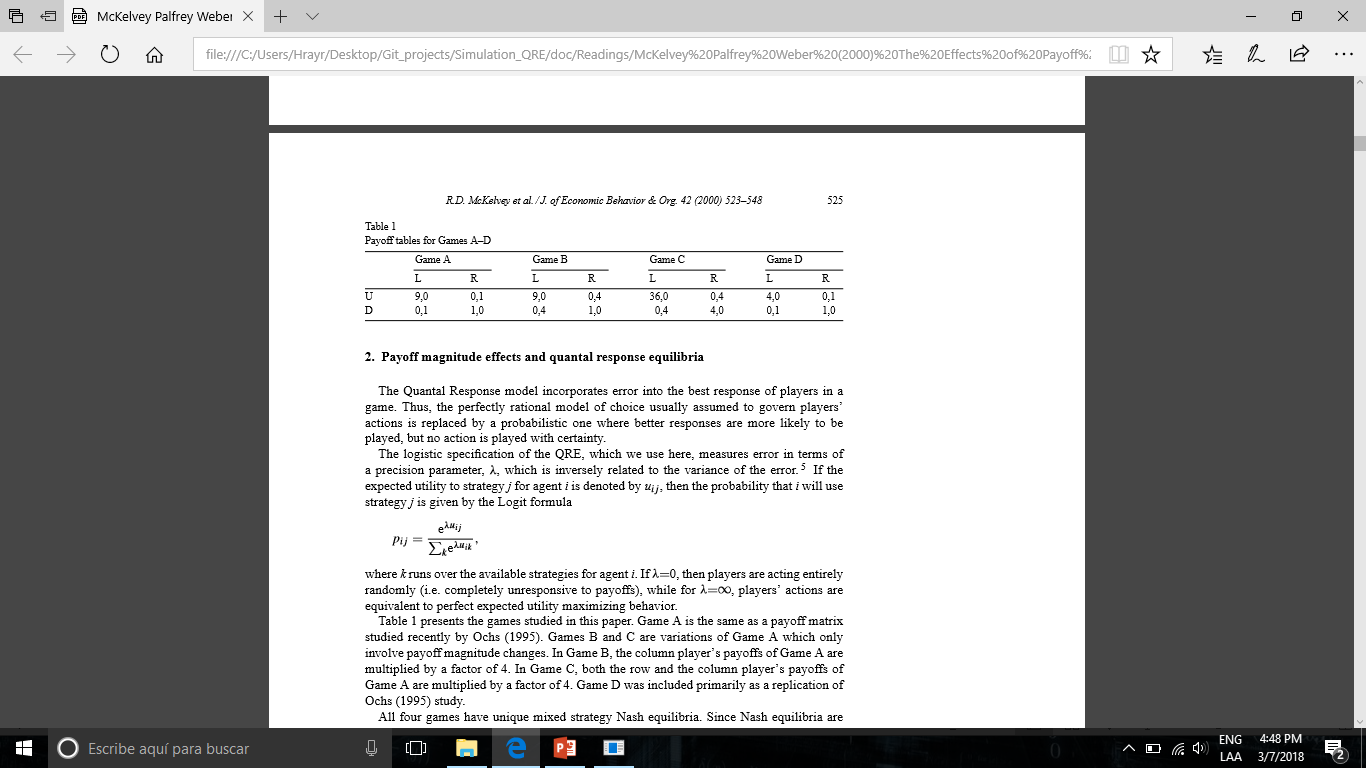 McKelvey Palfrey Weber
file:///C:/Users/Hrayr/Desktop/Git_projects/Simulation_QRE/doc/Readings/McKelvey%20Palfrey%20Weber%20(2000)%20The%20Effects%20of%20Payoff%
R.D. McKelvey et al. / J. of Economic Behavior & Org. 42 (2000) 523–548 525
Table 1
Payoff tables for Games A–D
Game A Game B Game C Game D
L R L R L R L R
U 9,0 0,1 9,0 0,4 36,0 0,4 4,0 0,1
D 0,1 1,0 0,4 1,0 0,4 4,0 0,1 1,0
2. Payoff magnitude effects and quantal response equilibria
The Quantal Response model incorporates error into the best response of players in a
game. Thus, the perfectly rational model of choice usually assumed to govern players’
actions is replaced by a probabilistic one where better responses are more likely to be
played, but no action is played with certainty.
The logistic specification of the QRE, which we use here, measures error in terms of
a precision parameter, λ, which is inversely related to the variance of the error. 5 If the
expected utility to strategy j for agent i is denoted by uij, then the probability that i will use
strategy j is given by the Logit formula
pij = e^λuij / ∑k e^λuik ,
where k runs over the available strategies for agent i. If λ=0, then players are acting entirely
randomly (i.e. completely unresponsive to payoffs), while for λ=∞, players’ actions are
equivalent to perfect expected utility maximizing behavior.
Table 1 presents the games studied in this paper. Game A is the same as a payoff matrix
studied recently by Ochs (1995). Games B and C are variations of Game A which only
involve payoff magnitude changes. In Game B, the column player’s payoffs of Game A are
multiplied by a factor of 4. In Game C, both the row and the column player’s payoffs of
Game A are multiplied by a factor of 4. Game D was included primarily as a replication of
Ochs (1995) study.
All four games have unique mixed strategy Nash equilibria. Since Nash equilibria are
Escribe aquí para buscar
ENG 4:48 PM
LAA 3/7/2018
2